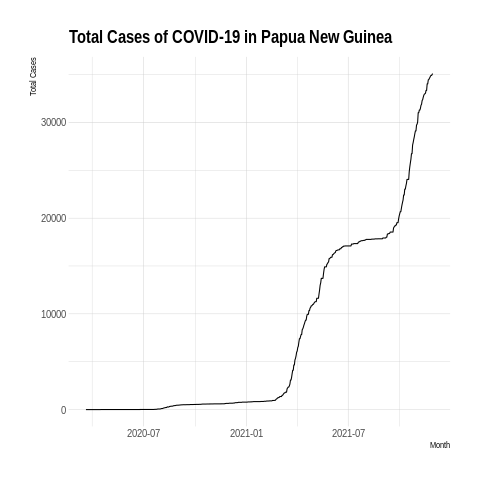 Total Cases of COVID-19 in Papua New Guinea
Total Cases
30000
20000
10000
0
2020-07 2021-01 2021-07
Month